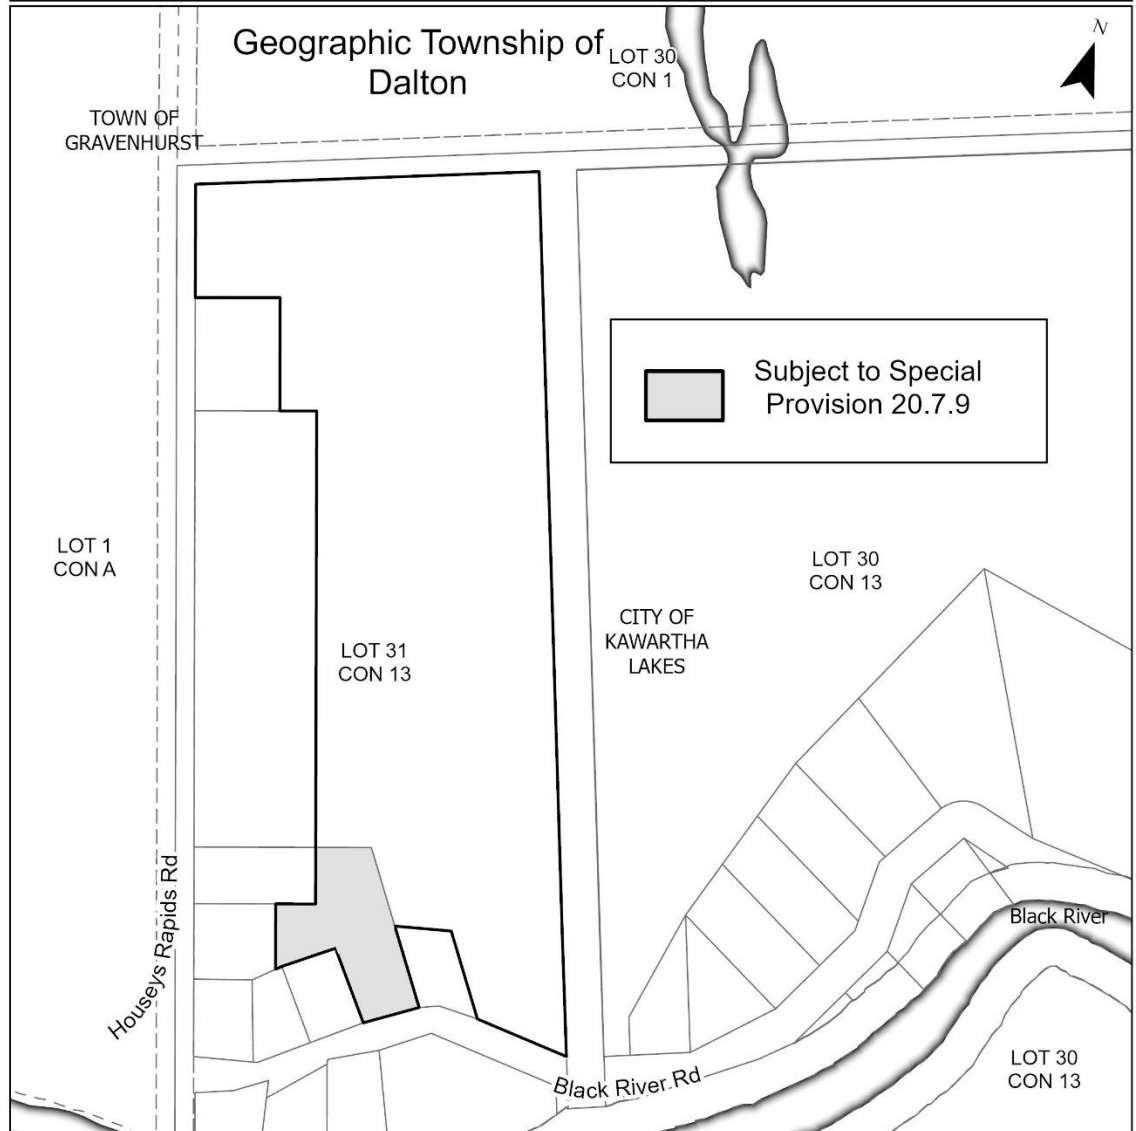 Geographic Township of
Dalton
LOT 30
CON 1
N
TOWN OF
GRAVENHURST
Subject to Special
Provision 20.7.9
LOT 1
CON A
LOT 30
CON 13
CITY OF
KAWARTHA
LAKES
LOT 31
CON 13
Houseys Rapids Rd
Black River
Black River Rd
LOT 30
CON 13